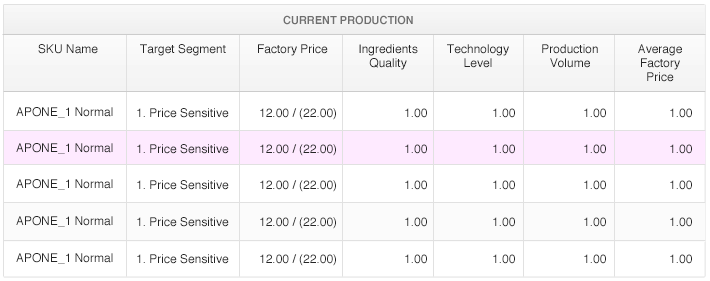 CURRENT PRODUCTION
SKU Name Target Segment Factory Price Ingredients Quality Technology Level Production Volume Average Factory Price
APONE_1 Normal 1. Price Sensitive 12.00 / (22.00) 1.00 1.00 1.00 1.00
APONE_1 Normal 1. Price Sensitive 12.00 / (22.00) 1.00 1.00 1.00 1.00
APONE_1 Normal 1. Price Sensitive 12.00 / (22.00) 1.00 1.00 1.00 1.00
APONE_1 Normal 1. Price Sensitive 12.00 / (22.00) 1.00 1.00 1.00 1.00
APONE_1 Normal 1. Price Sensitive 12.00 / (22.00) 1.00 1.00 1.00 1.00